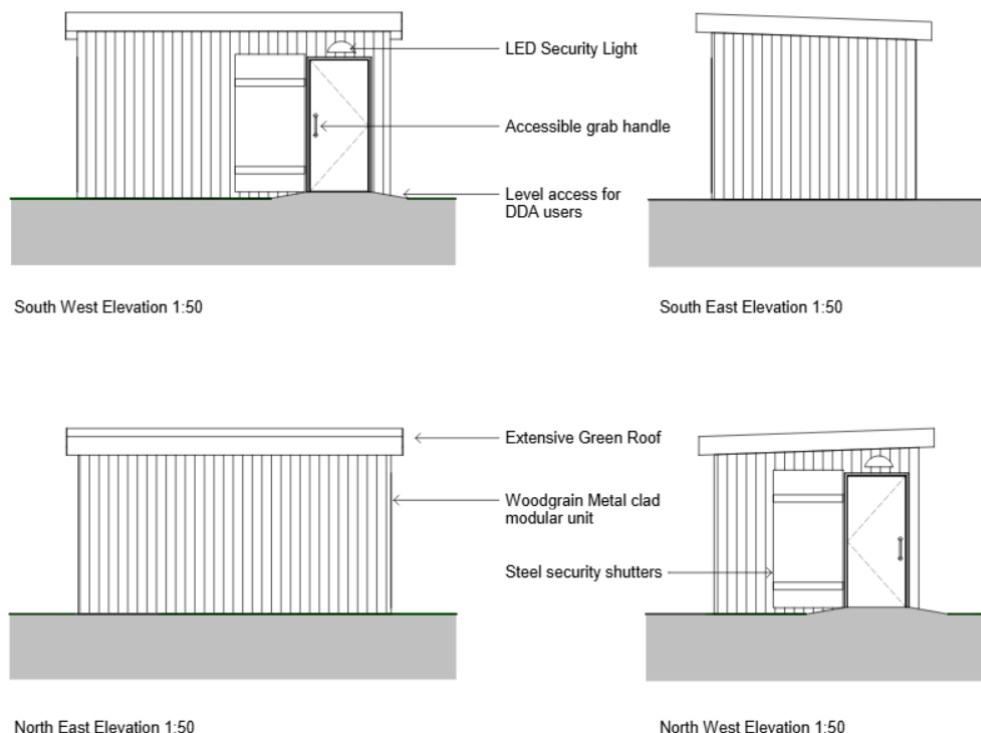 LED Security Light
Accessible grab handle
Level access for
DDA users
South West Elevation 1:50
South East Elevation 1:50
Extensive Green Roof
Woodgrain Metal clad
modular unit
Steel security shutters
North East Elevation 1:50
North West Elevation 1:50